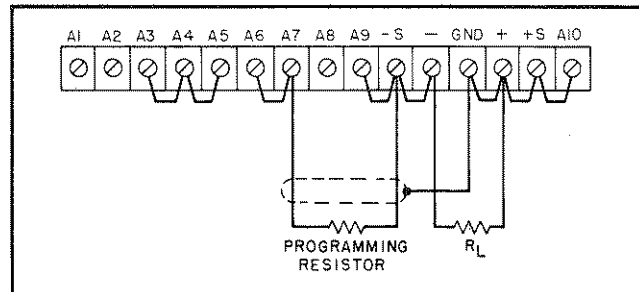 A1 A2 A3 A4 A5 A6 A7 A8 A9 -S — GND + +S A10
PROGRAMMING
RESISTOR
RL